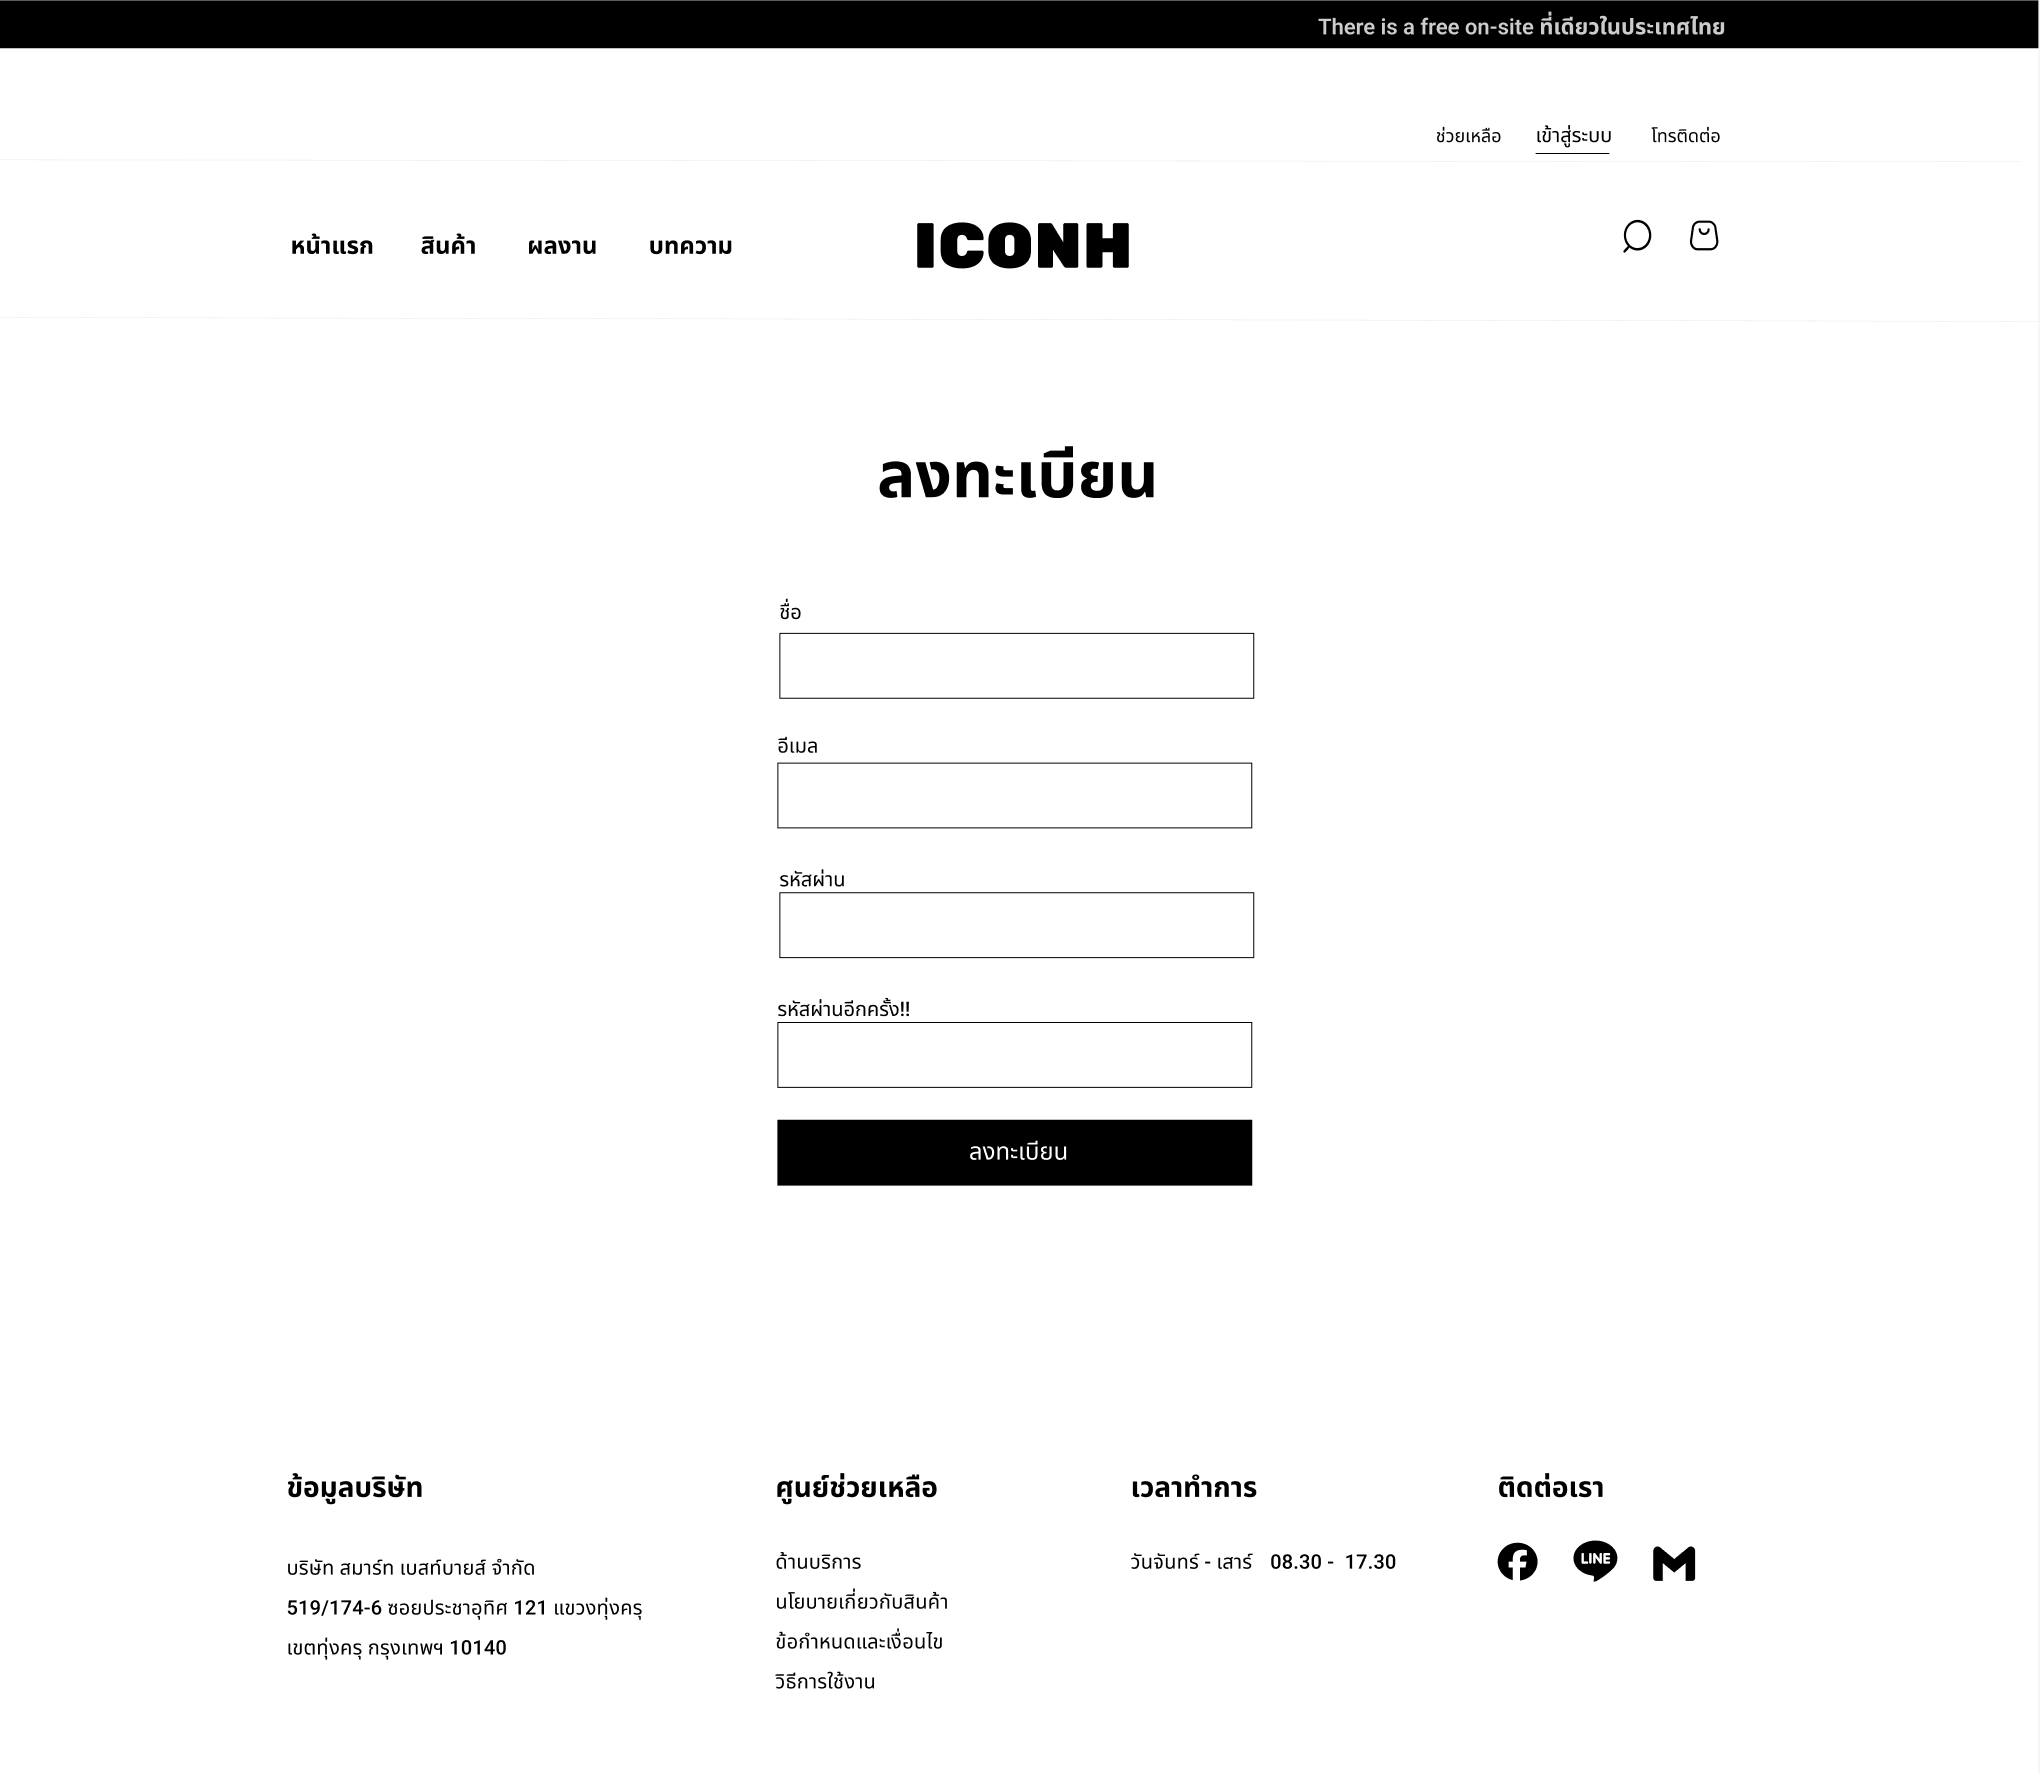 There is a free on-site ที่เดียวในประเทศไทย
ช่วยเหลือ เข้าสู่ระบบ โทรติดต่อ
หน้าแรก สินค้า ผลงาน บทความ ICONH
ลงทะเบียน
ชื่อ
อีเมล
รหัสผ่าน
รหัสผ่านอีกครั้ง!!
ลงทะเบียน
ข้อมูลบริษัท
บริษัท สมาร์ท เบสท์บายส์ จำกัด
519/174-6 ซอยประชาอุทิศ 121 แขวงทุ่งครุ
เขตทุ่งครุ กรุงเทพฯ 10140
ศูนย์ช่วยเหลือ
ด้านบริการ
นโยบายเกี่ยวกับสินค้า
ข้อกำหนดและเงื่อนไข
วิธีการใช้งาน
เวลาทำการ
วันจันทร์ - เสาร์ 08.30 - 17.30
ติดต่อเรา
LINE